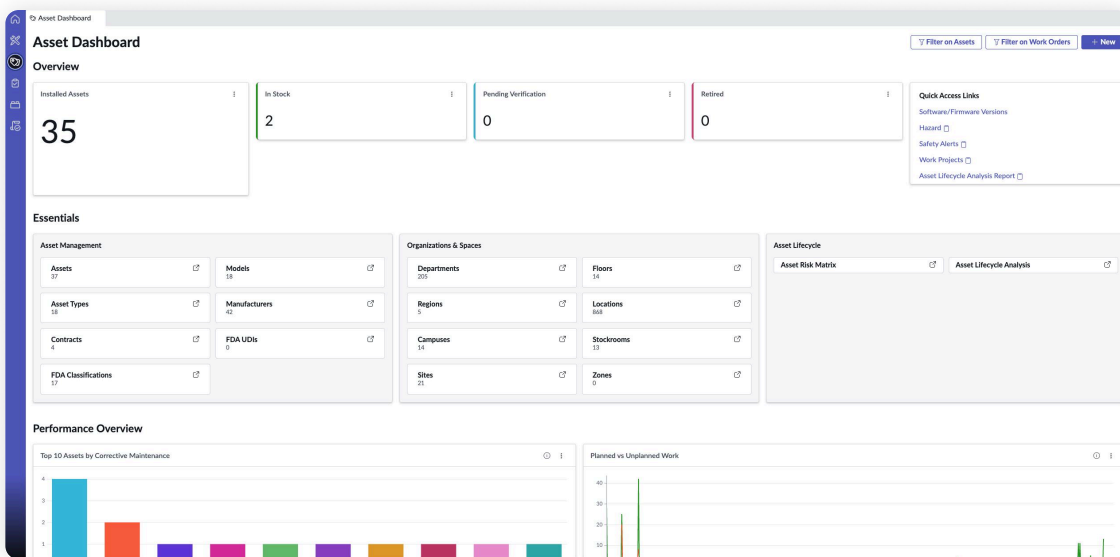 Asset Dashboard
Asset Dashboard
Filter on Assets
Filter on Work Orders
+ New
Overview
Installed Assets
35
In Stock
2
Pending Verification
0
Retired
0
Quick Access Links
Software/Firmware Versions
Hazard
Safety Alerts
Work Projects
Asset Lifecycle Analysis Report
Essentials
Asset Management
Assets
37
Models
18
Asset Types
18
Manufacturers
42
Contracts
4
FDA UDIs
0
FDA Classifications
17
Organizations & Spaces
Departments
205
Floors
14
Regions
5
Locations
868
Campuses
14
Stockrooms
13
Sites
21
Zones
0
Asset Lifecycle
Asset Risk Matrix
Asset Lifecycle Analysis
Performance Overview
Top 10 Assets by Corrective Maintenance
4
3
2
1
Planned vs Unplanned Work
40
30
20
10